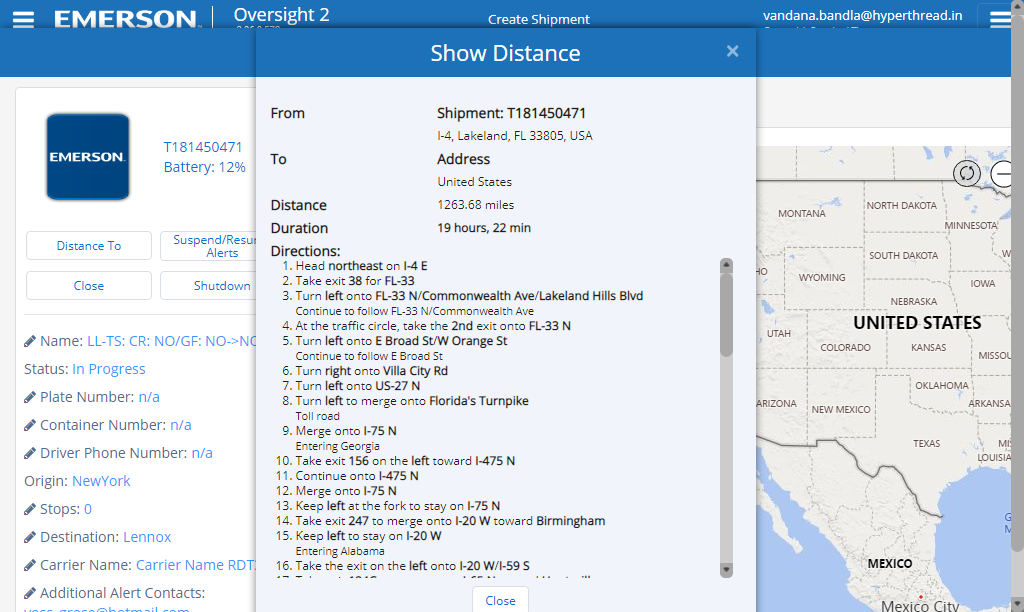 EMERSON
Oversight 2
Create Shipment
vandana.bandla@hyperthread.in
Show Distance
×
From
Shipment: T181450471
I-4, Lakeland, FL 33805, USA
To
Address
United States
Distance
1263.68 miles
Duration
19 hours, 22 min
Directions:
1. Head northeast on I-4 E
2. Take exit 38 for FL-33
3. Turn left onto FL-33 N/Commonwealth Ave/Lakeland Hills Blvd
Continue to follow FL-33 N/Commonwealth Ave
4. At the traffic circle, take the 2nd exit onto FL-33 N
5. Turn left onto E Broad St/W Orange St
Continue to follow E Broad St
6. Turn right onto Villa City Rd
7. Turn left onto US-27 N
8. Turn left to merge onto Florida's Turnpike
Toll road
9. Merge onto I-75 N
Entering Georgia
10. Take exit 156 on the left toward I-475 N
11. Continue onto I-475 N
12. Merge onto I-75 N
13. Keep left at the fork to stay on I-75 N
14. Take exit 247 to merge onto I-20 W toward Birmingham
15. Keep left to stay on I-20 W
Entering Alabama
16. Take the exit on the left onto I-20 W/I-59 S
Close
EMERSON
T181450471
Battery: 12%
Distance To
Suspend/Resu
Alerts
Close
Shutdown
Name: LL-TS: CR: NO/GF: NO->NO
Status: In Progress
Plate Number: n/a
Container Number: n/a
Driver Phone Number: n/a
Origin: NewYork
Stops: 0
Destination: Lennox
Carrier Name: Carrier Name RDT
Additional Alert Contacts:
MONTANA
NORTH DAKOTA
MINNESOTA
SOUTH DAKOTA
HO
WYOMING
IOWA
NEBRASKA
UNITED STATES
UTAH
COLORADO
KANSAS
MISSOU
OKLAHOMA
ARIZONA
NEW MEXICO
ARKANSA
TEXAS
MIS
LOUISIA
MEXICO
Mexico City